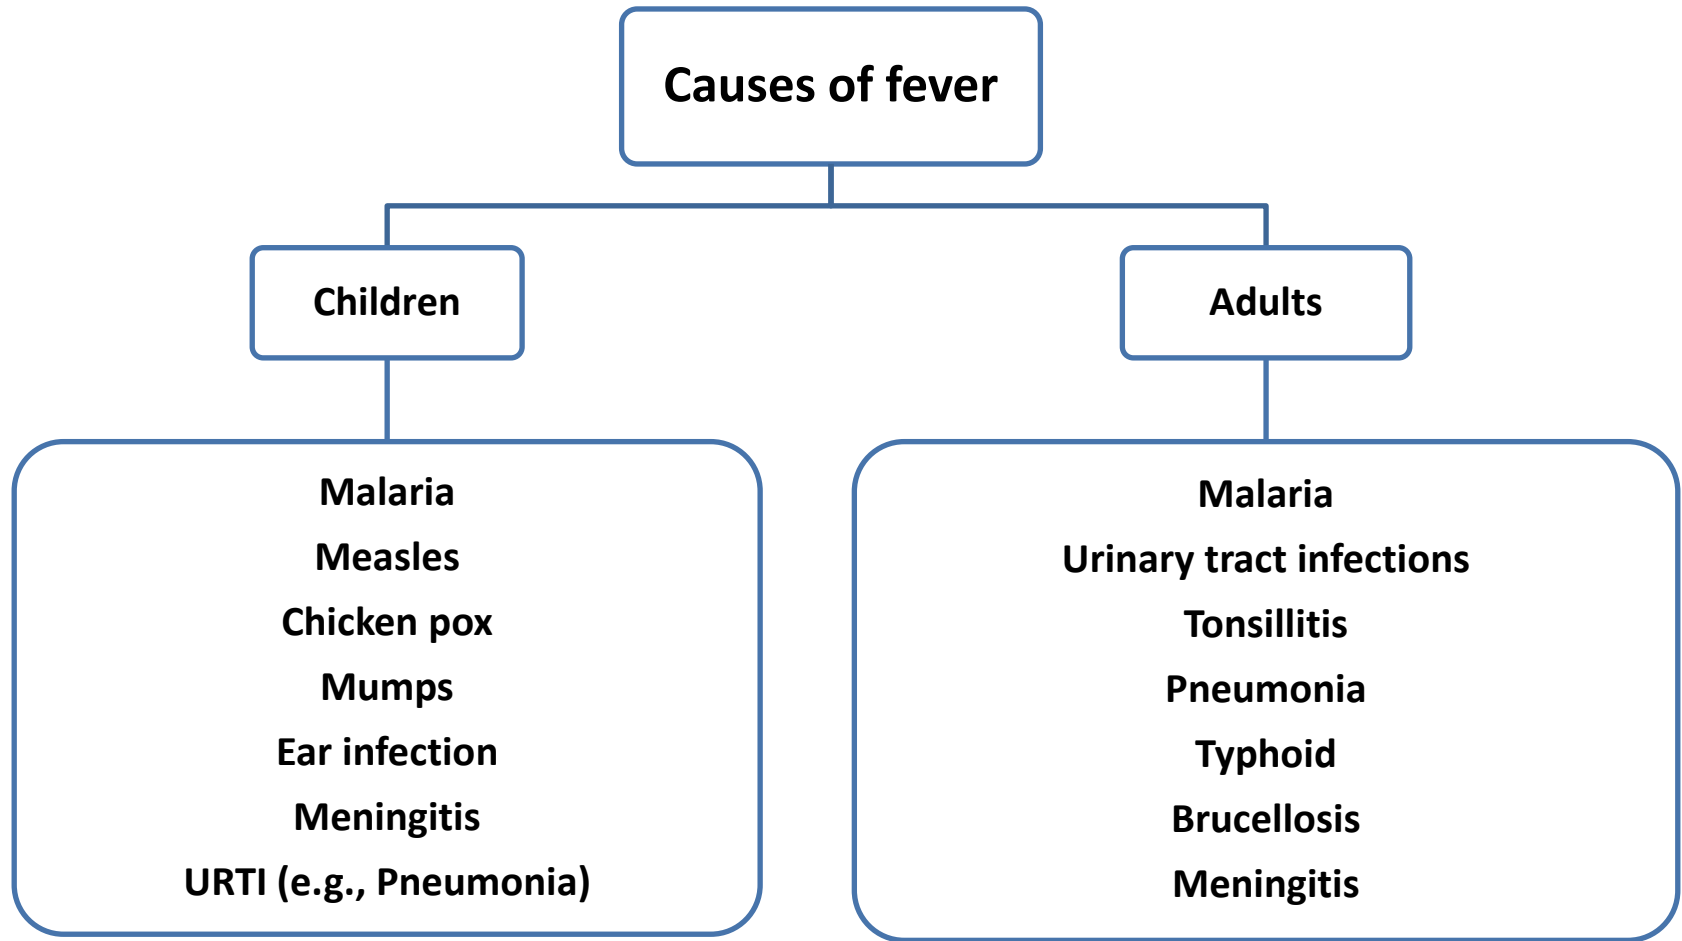 Causes of fever
Children
Adults
Malaria
Measles
Chicken pox
Mumps
Ear infection
Meningitis
URTI (e.g., Pneumonia)
Malaria
Urinary tract infections
Tonsillitis
Pneumonia
Typhoid
Brucellosis
Meningitis